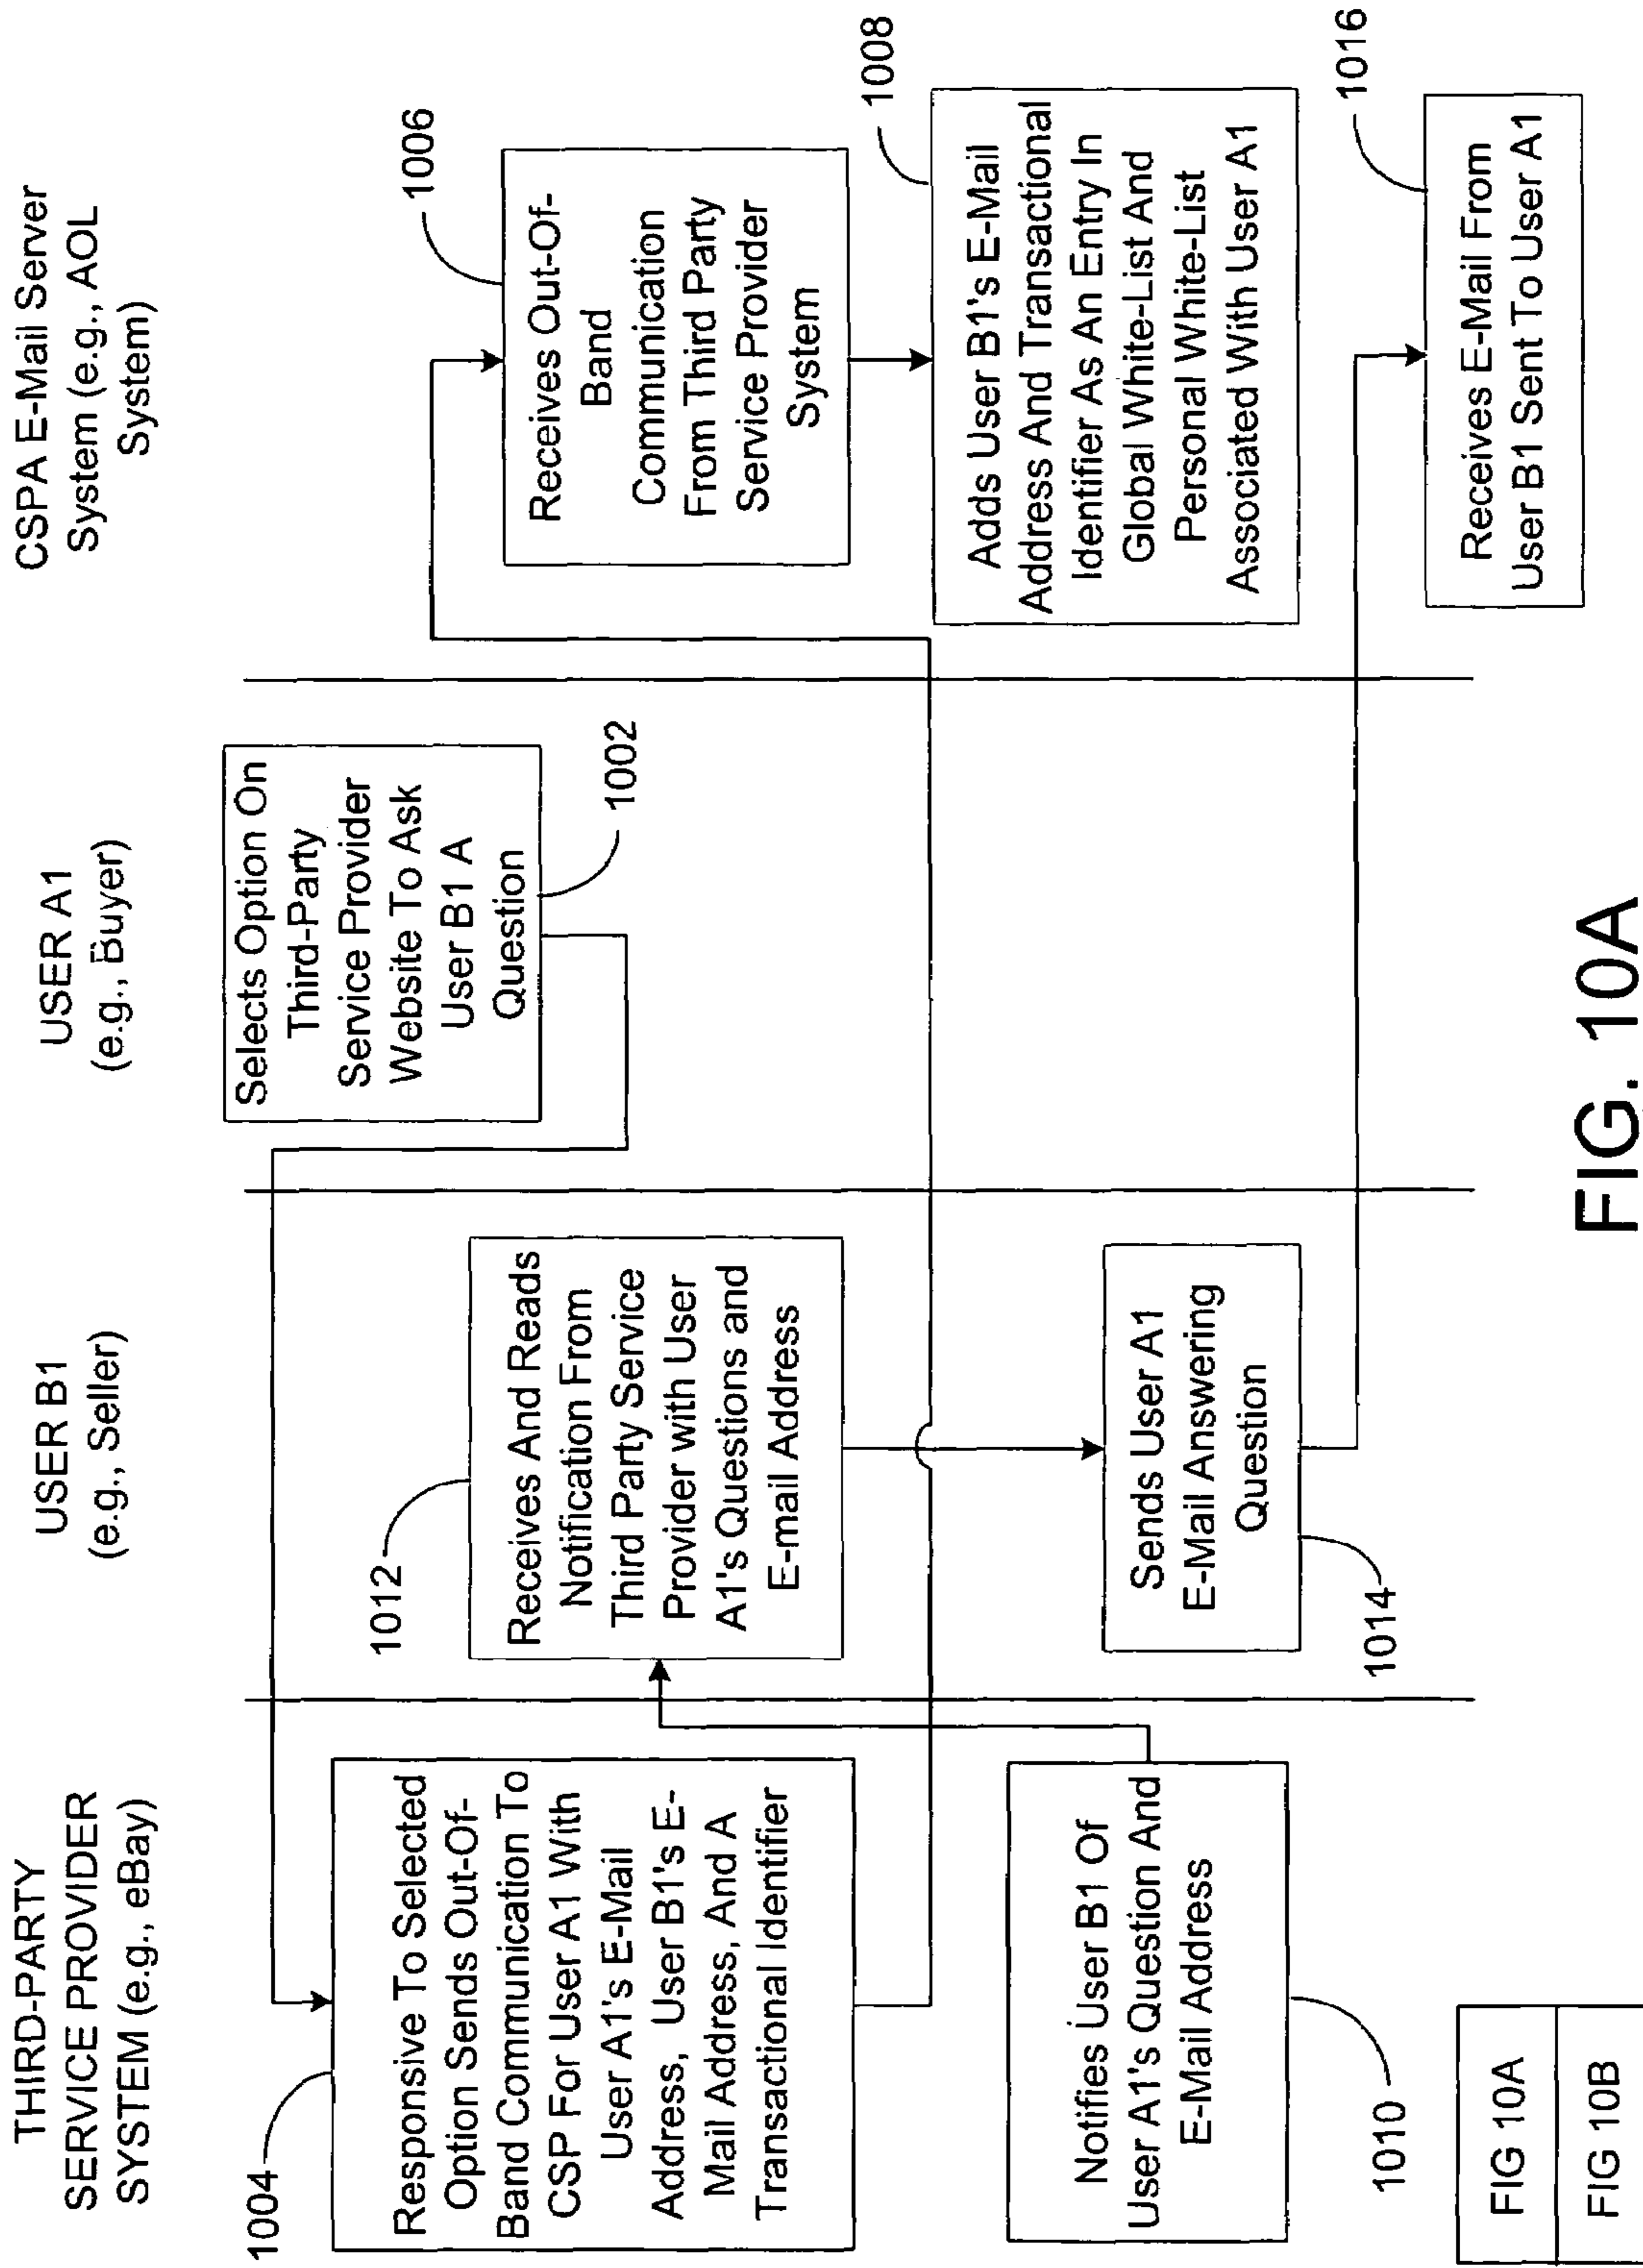 THIRD-PARTY
SERVICE PROVIDER
SYSTEM (e.g., eBay)
USER B1
(e.g., Seller)
USER A1
(e.g., Buyer)
CSPA E-Mail Server
System (e.g., AOL
System)
Selects Option On
Third-Party
Service Provider
Website To Ask
User B1 A
Question
1002
1004
Responsive To Selected
Option Sends Out-Of-
Band Communication To
CSP For User A1 With
User A1's E-Mail
Address, User B1's E-
Mail Address, And A
Transactional Identifier
1006
Receives Out-Of-
Band
Communication
From Third Party
Service Provider
System
1008
Adds User B1's E-Mail
Address And Transactional
Identifier As An Entry In
Global White-List And
Personal White-List
Associated With User A1
Notifies User B1 Of
User A1's Question And
E-Mail Address
1010
1012
Receives And Reads
Notification From
Third Party Service
Provider with User
A1's Questions and
E-mail Address
Sends User A1
E-Mail Answering
Question
1014
1016
Receives E-Mail From
User B1 Sent To User A1
FIG 10A
FIG 10B
FIG. 10A